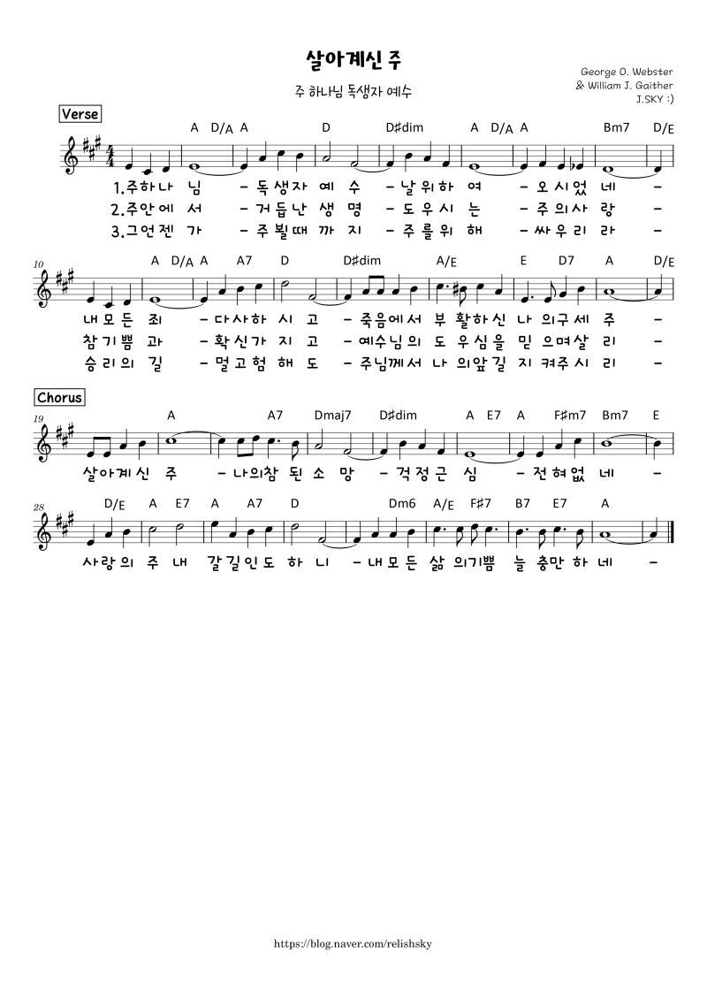 살아계신 주
주 하나님 독생자 예수
George O. Webster
& William J. Gaither
J.SKY :)
Verse
A D/A A D D♯dim A D/A A Bm7 D/E
1.주하나 님 - 독생자 예 수 - 날위하 여 - 오시었 네 -
2.주안에 서 - 거듭난 생 명 - 도우시 는 - 주의사 랑 -
3.그언젠 가 - 주뵐때 까 지 - 주를위 해 - 싸우리 라 -
10
A D/A A A7 D D♯dim A/E E D7 A D/E
내모든 죄 - 다사하 시 고 - 죽음에서 부 활하신 나 의구세 주 -
참기쁨 과 - 확신가 지 고 - 예수님의 도 우심을 믿 으며살 리 -
승리의 길 - 멀고험 해 도 - 주님께서 나 의앞길 지 켜주시 리 -
Chorus
19
A A7 Dmaj7 D♯dim A E7 A F♯m7 Bm7 E
살아계신 주 - 나의참 된 소 망 - 걱정근 심 - 전혀없 네 -
28
D/E A E7 A A7 D Dm6 A/E F♯7 B7 E7 A
사랑의 주 내 갈길인도 하 니 - 내모든 삶 의기쁨 늘 충만 하 네 -
https://blog.naver.com/relishsky